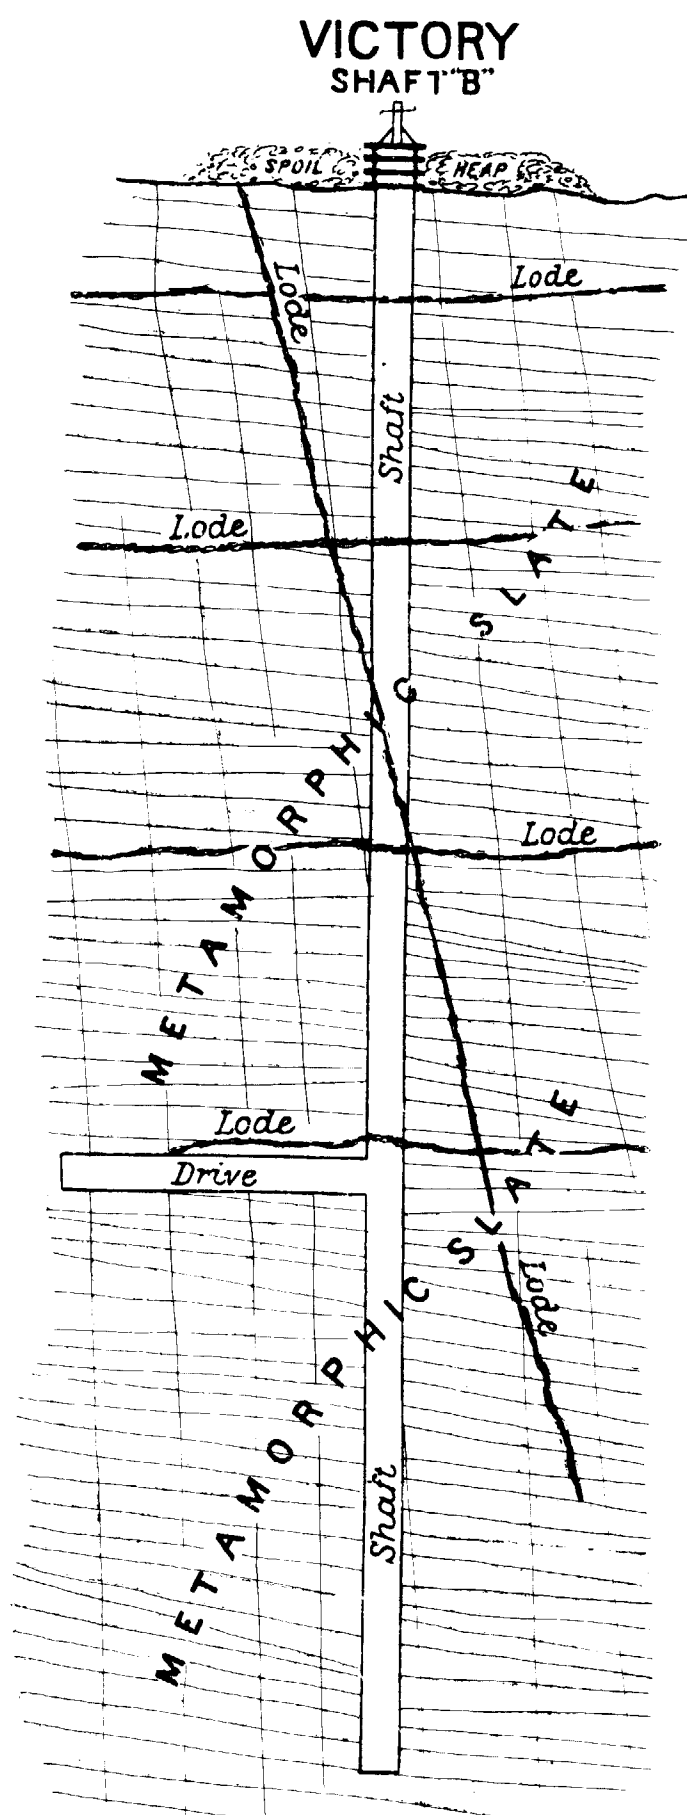 VICTORY
SHAFT "B"
SPOIL HEAP
Lode
Lode
Shaft
Lode
METAMORPHIC SLATE
Lode
Lode
Drive
Lode
METAMORPHIC SLATE
Shaft